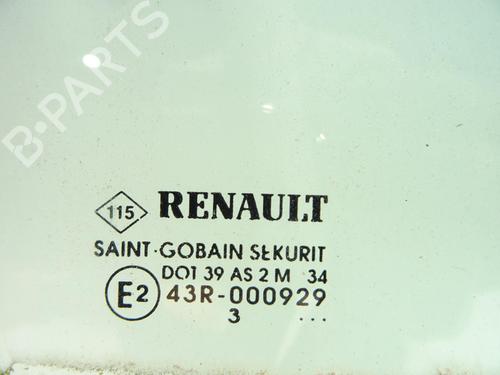 B-PARTS
115 RENAULT
SAINT-GOBAIN SEKURIT
DOT 39 AS 2 M 34
E2 43R-000929
3 ...